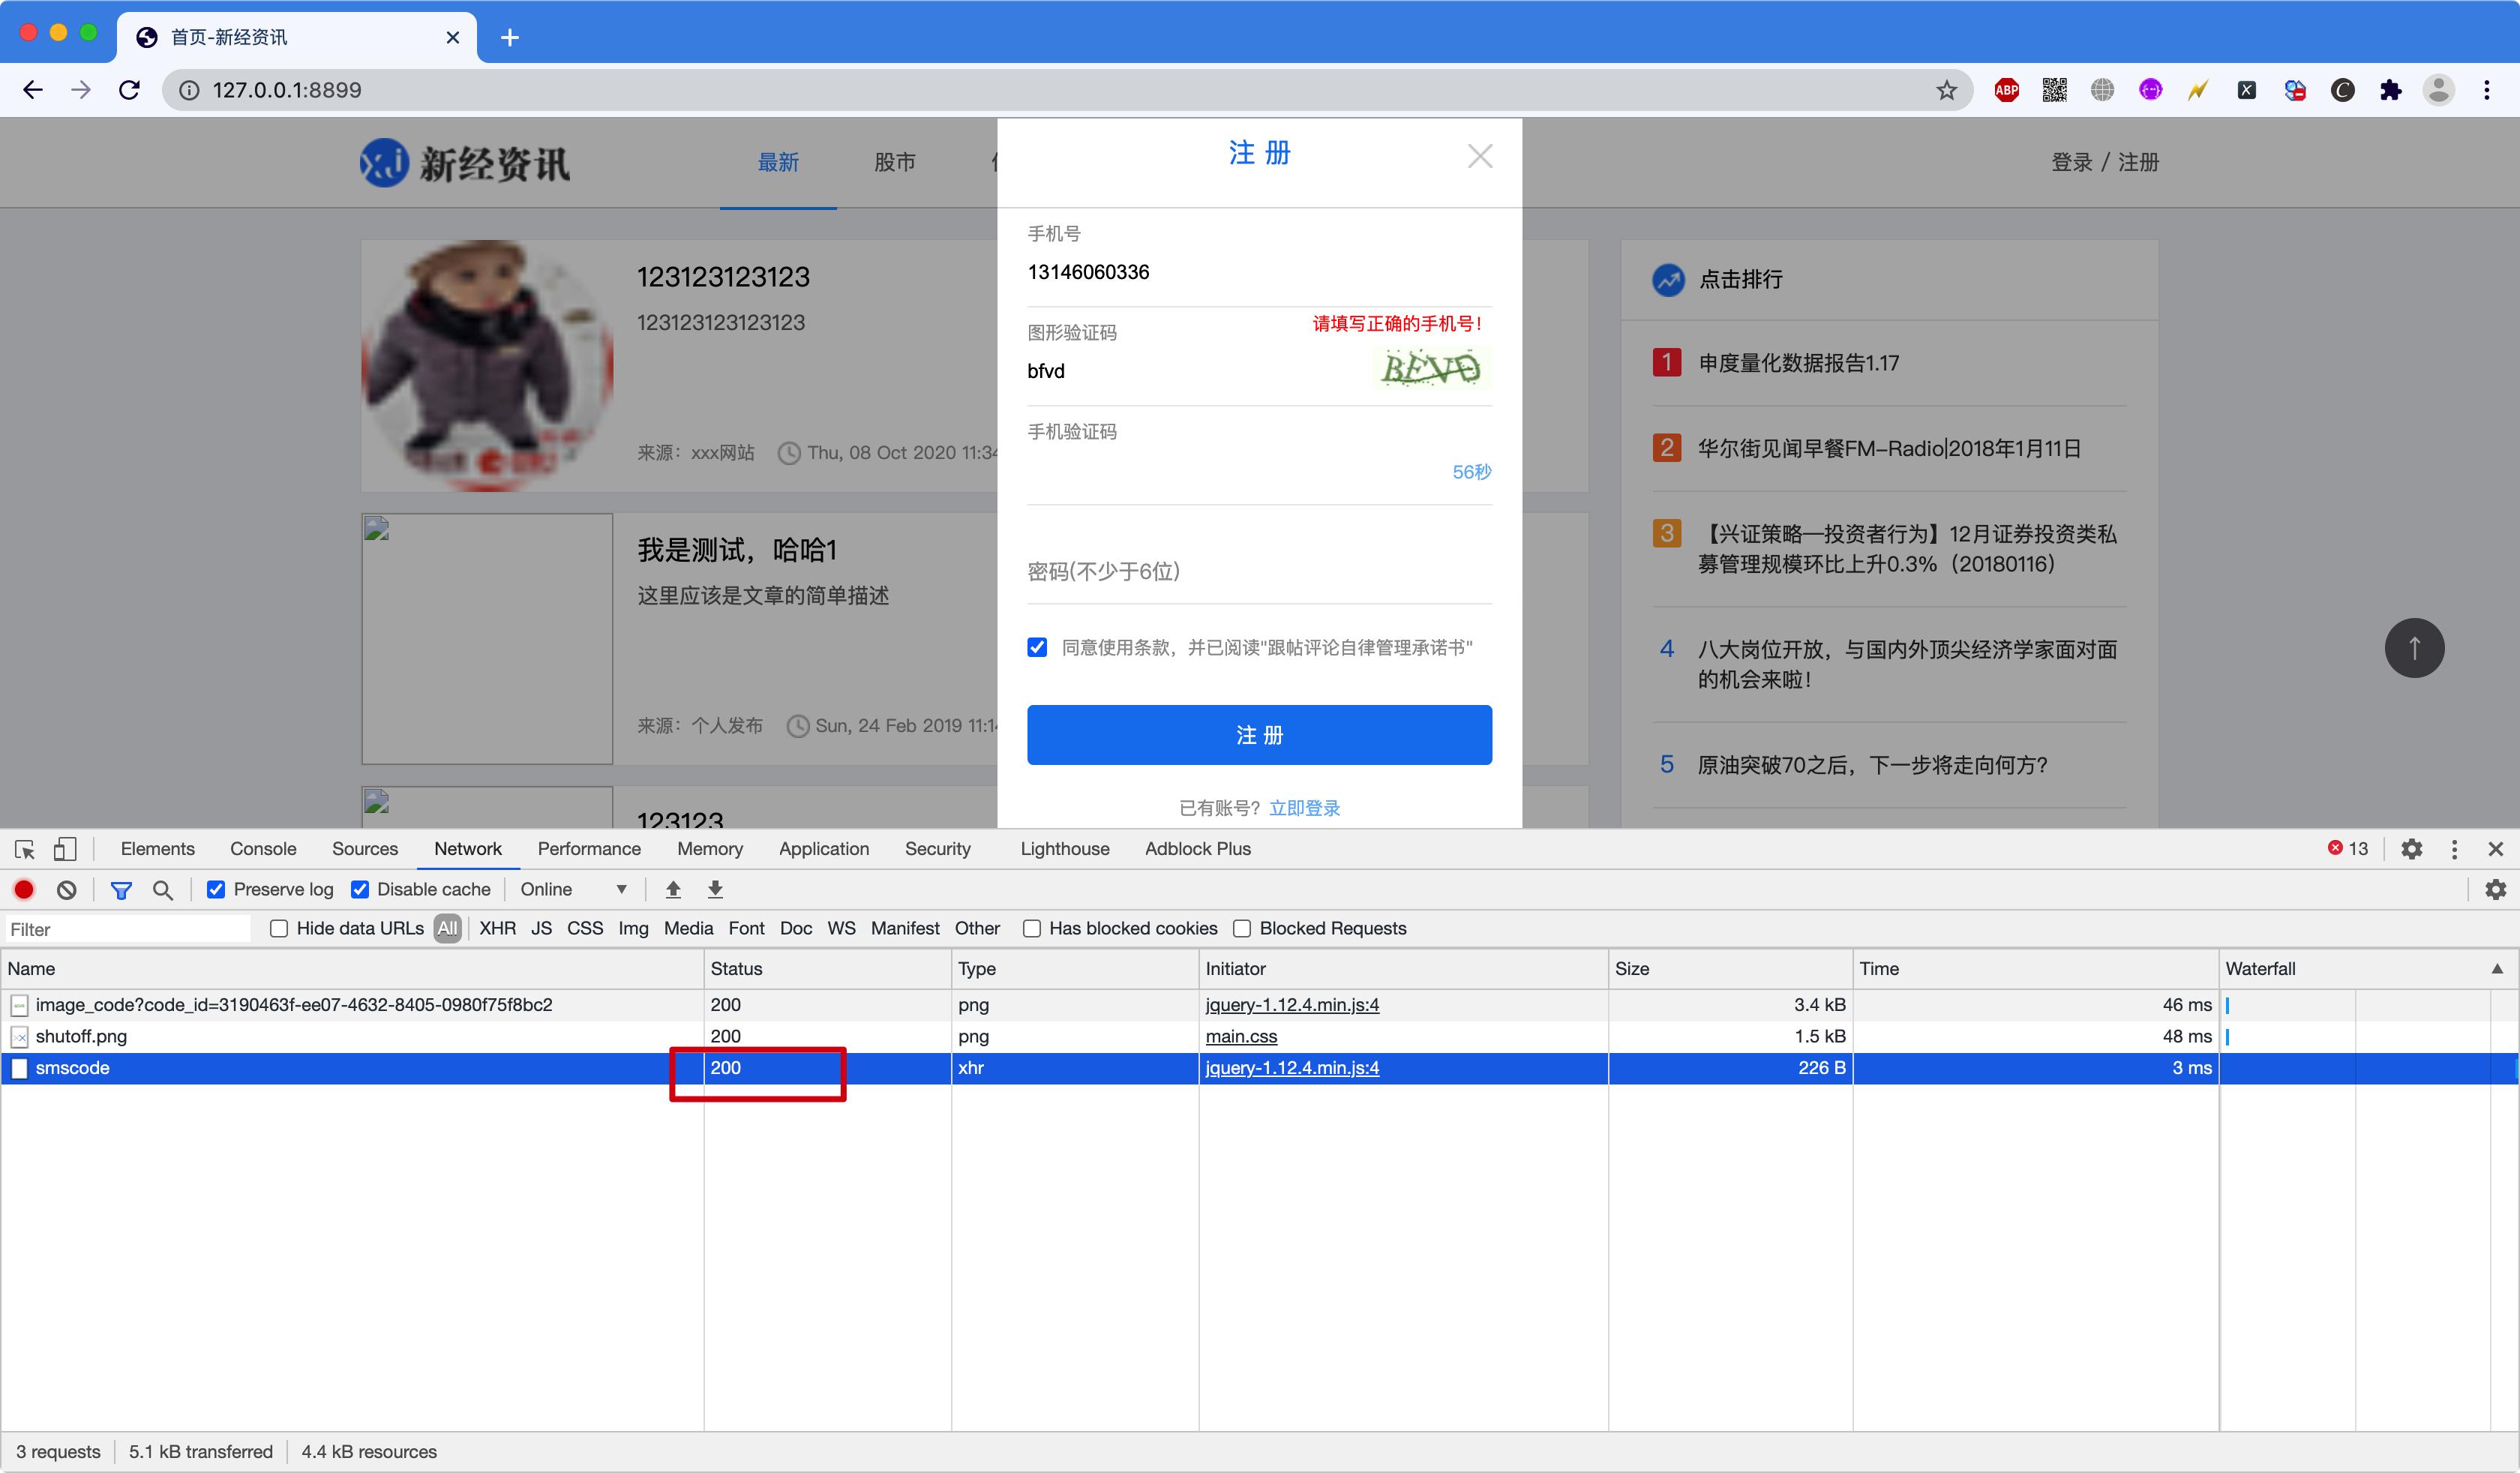 首页-新经资讯
127.0.0.1:8899
ABP
新经资讯
最新
股市
登录 / 注册
注 册
手机号
13146060336
请填写正确的手机号！
图形验证码
bfvd
BFVD
手机验证码
56秒
密码(不少于6位)
同意使用条款，并已阅读"跟帖评论自律管理承诺书"
注 册
已有账号？ 立即登录
123123123123
123123123123123
来源：xxx网站
Thu, 08 Oct 2020 11:34
我是测试，哈哈1
这里应该是文章的简单描述
来源：个人发布
Sun, 24 Feb 2019 11:14
123123
点击排行
1 申度量化数据报告1.17
2 华尔街见闻早餐FM-Radio|2018年1月11日
3 【兴证策略—投资者行为】12月证券投资类私
募管理规模环比上升0.3%（20180116）
4 八大岗位开放，与国内外顶尖经济学家面对面
的机会来啦！
5 原油突破70之后，下一步将走向何方？
Elements Console Sources Network Performance Memory Application Security Lighthouse Adblock Plus 13
Preserve log Disable cache Online
Filter Hide data URLs All XHR JS CSS Img Media Font Doc WS Manifest Other Has blocked cookies Blocked Requests
Name Status Type Initiator Size Time Waterfall
image_code?code_id=3190463f-ee07-4632-8405-0980f75f8bc2 200 png jquery-1.12.4.min.js:4 3.4 kB 46 ms
shutoff.png 200 png main.css 1.5 kB 48 ms
smscode 200 xhr jquery-1.12.4.min.js:4 226 B 3 ms
3 requests 5.1 kB transferred 4.4 kB resources